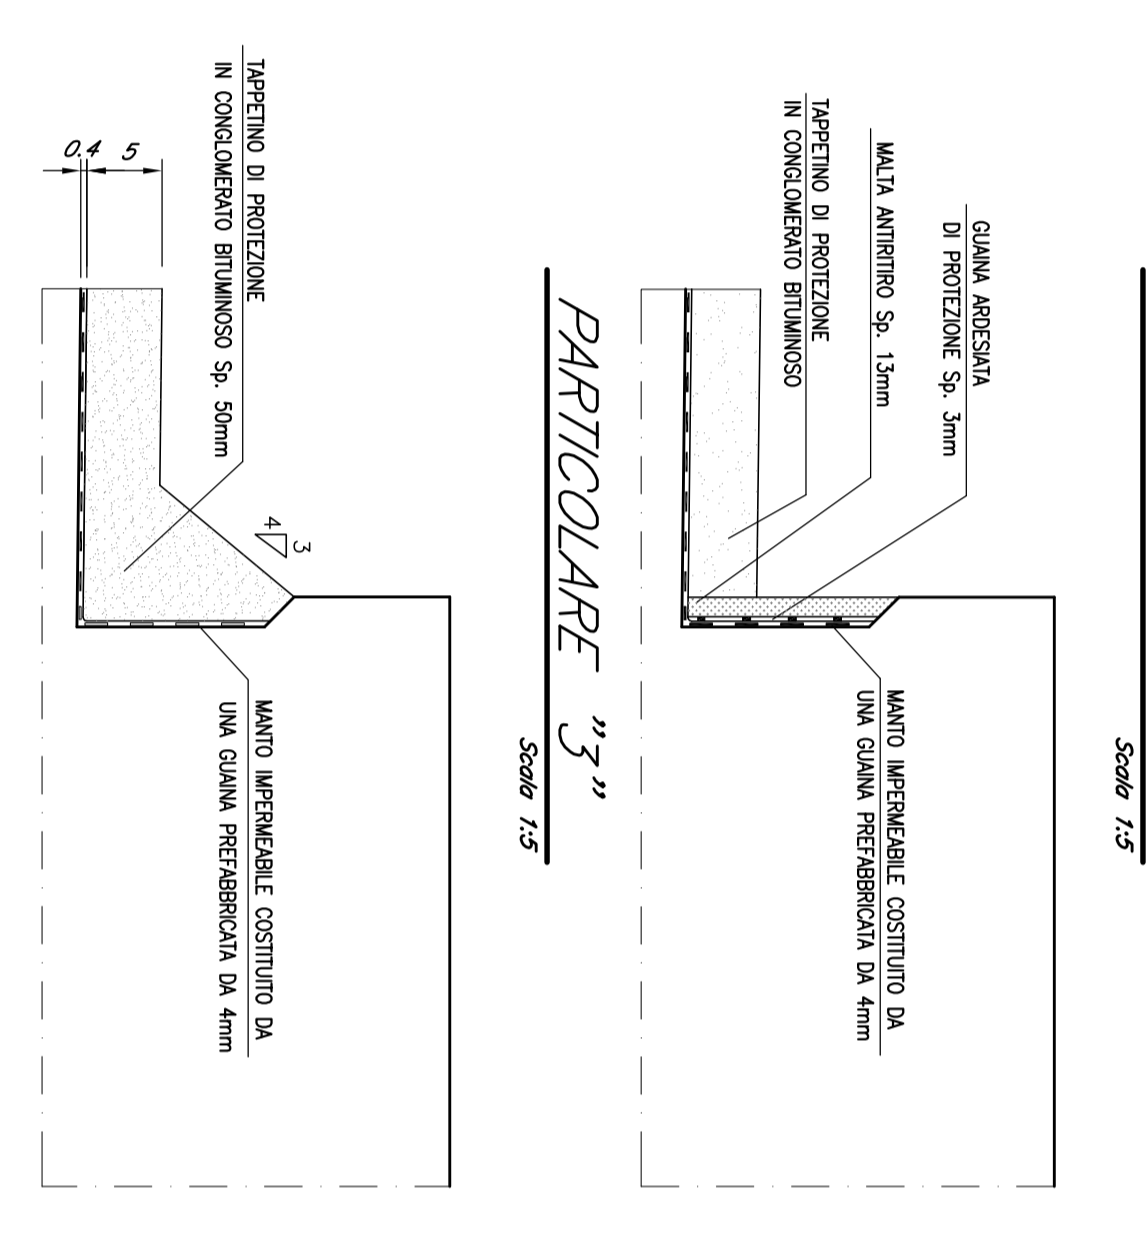 Scala 1:5
GUAINA ARDESIATA
DI PROTEZIONE Sp. 3mm
MALTA ANTIRITIRO Sp. 13mm
TAPPETINO DI PROTEZIONE
IN CONGLOMERATO BITUMINOSO
MANTO IMPERMEABILE COSTITUITO DA
UNA GUAINA PREFABBRICATA DA 4mm
PARTICOLARE "3"
Scala 1:5
TAPPETINO DI PROTEZIONE
IN CONGLOMERATO BITUMINOSO Sp. 50mm
3
4
5
0.4
MANTO IMPERMEABILE COSTITUITO DA
UNA GUAINA PREFABBRICATA DA 4mm